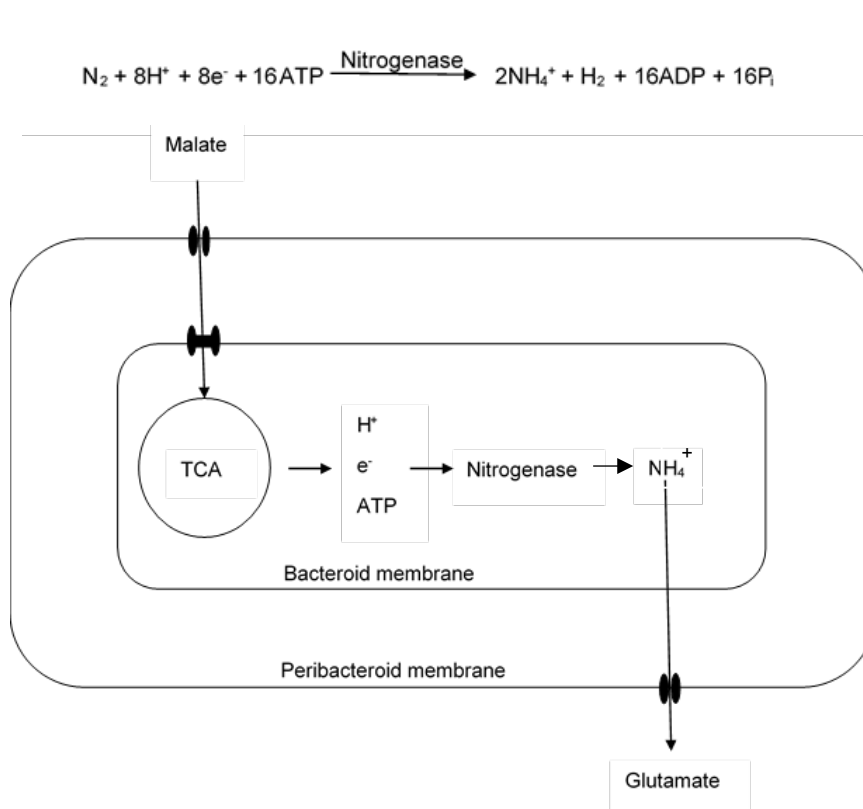 N₂ + 8H⁺ + 8e⁻ + 16ATP Nitrogenase 2NH₄⁺ + H₂ + 16ADP + 16Pᵢ
Malate
TCA
H⁺
e⁻
ATP
Nitrogenase
NH₄⁺
Bacteroid membrane
Peribacteroid membrane
Glutamate